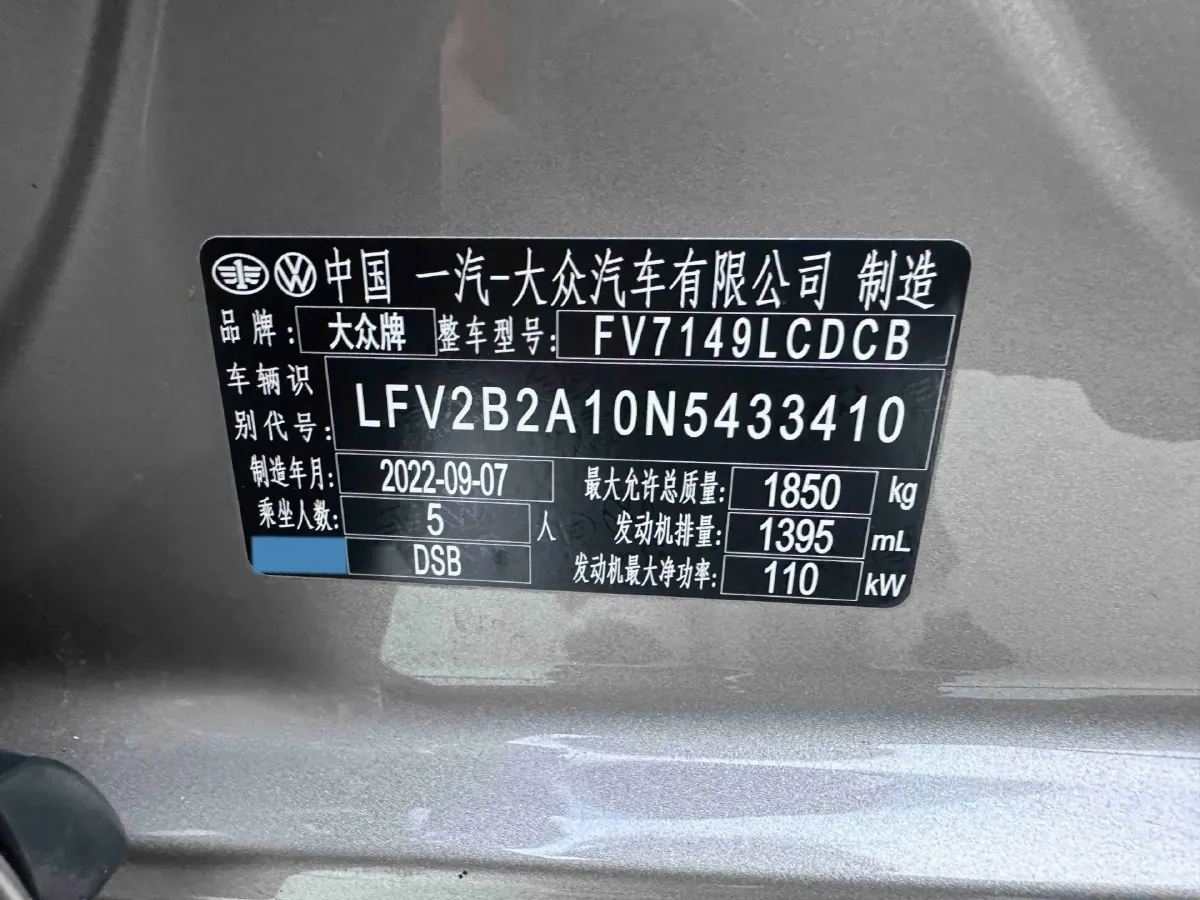 中国 一汽-大众汽车有限公司 制造
品牌: 大众牌 整车型号: FV7149LCDCB
车辆识别代号: LFV2B2A10N5433410
制造年月: 2022-09-07 最大允许总质量: 1850 kg
乘坐人数: 5 人 发动机排量: 1395 mL
DSB 发动机最大净功率: 110 kW